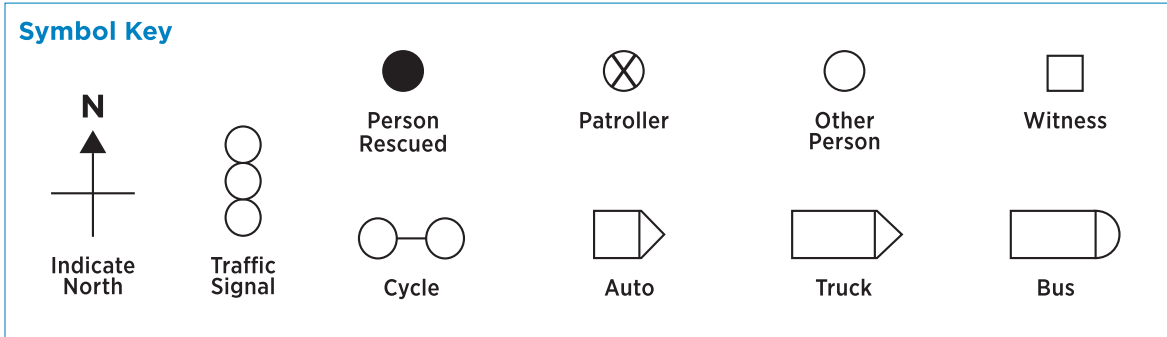 Symbol Key
N
Indicate
North
Traffic
Signal
Person
Rescued
Patroller
Other
Person
Witness
Cycle
Auto
Truck
Bus